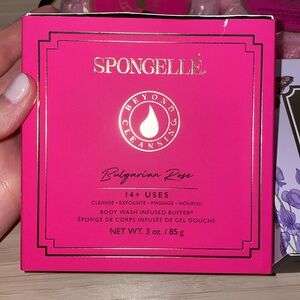 SPONGELLÉ.
BEYOND
CLEANSING
Bulgarian Rose
14+ USES
CLEANSE • EXFOLIATE • MASSAGE • NOURISH
BODY WASH INFUSED BUFFER®
ÉPONGE DE CORPS INFUSÉE DE GEL DOUCHE
NET WT. 3 oz. / 85 g